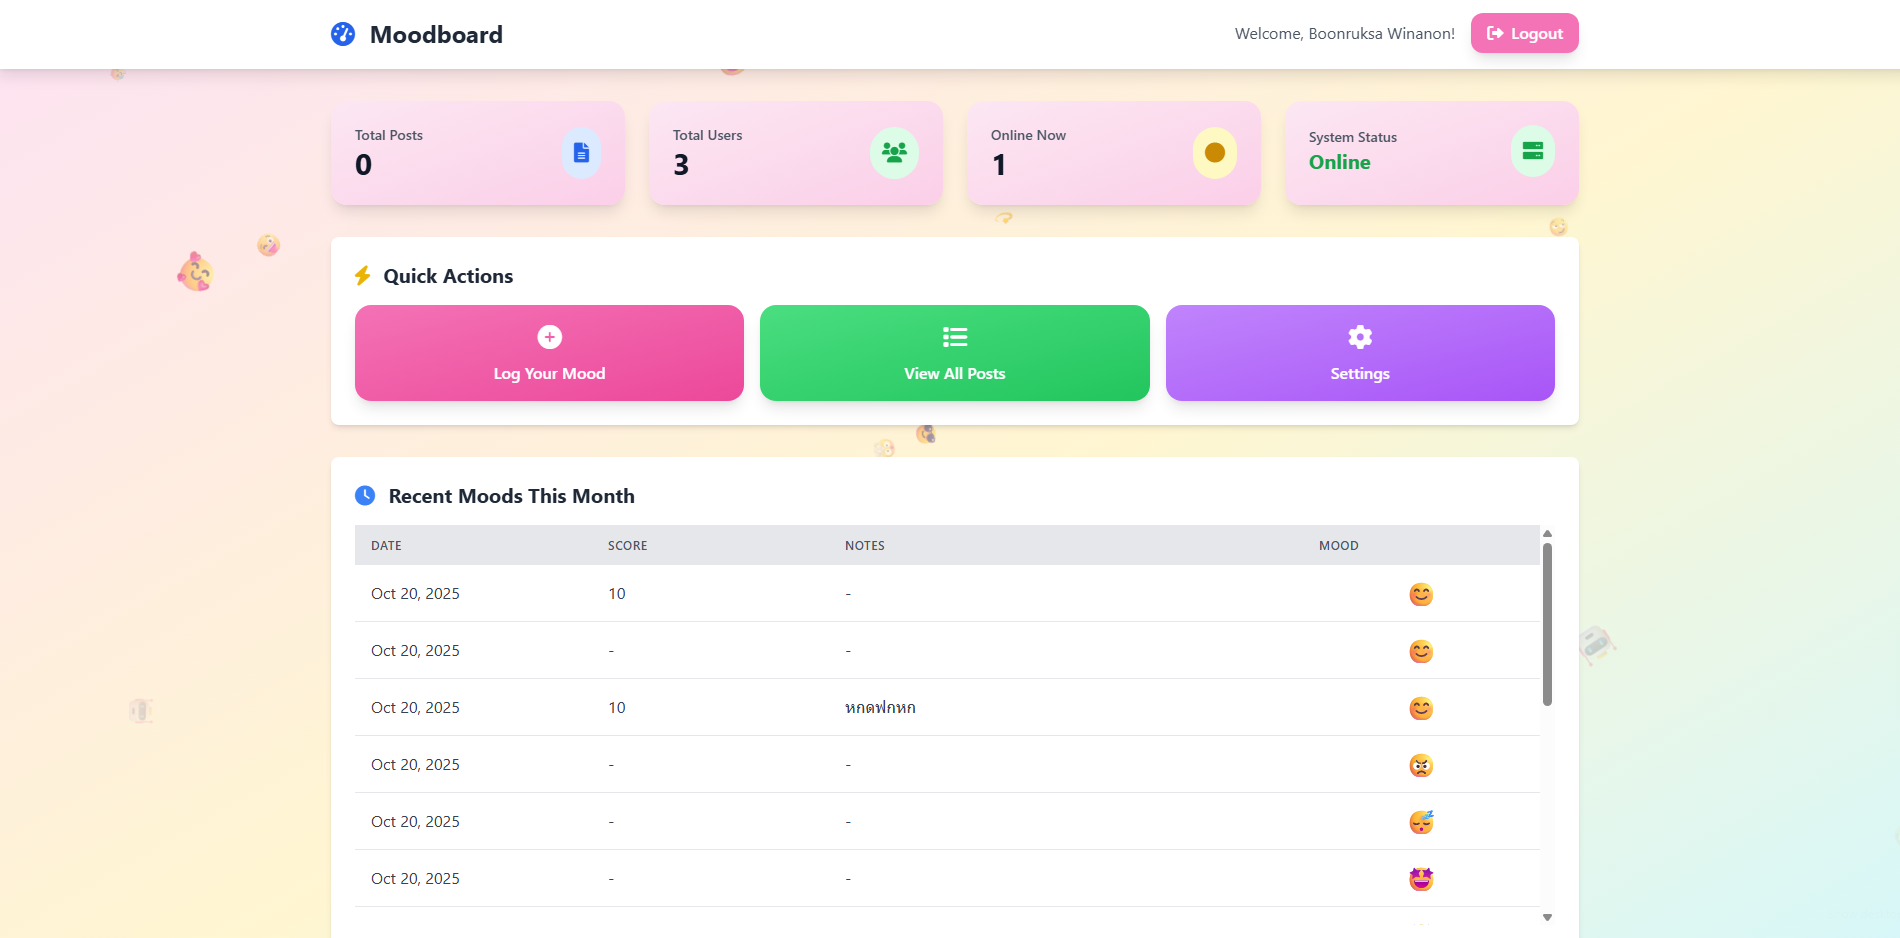 Moodboard
Welcome, Boonruksa Winanon!
Logout
Total Posts
0
Total Users
3
Online Now
1
System Status
Online
Quick Actions
Log Your Mood
View All Posts
Settings
Recent Moods This Month
DATE SCORE NOTES MOOD
Oct 20, 2025 10 -
Oct 20, 2025 - -
Oct 20, 2025 10 หกดฟกหก
Oct 20, 2025 - -
Oct 20, 2025 - -
Oct 20, 2025 - -